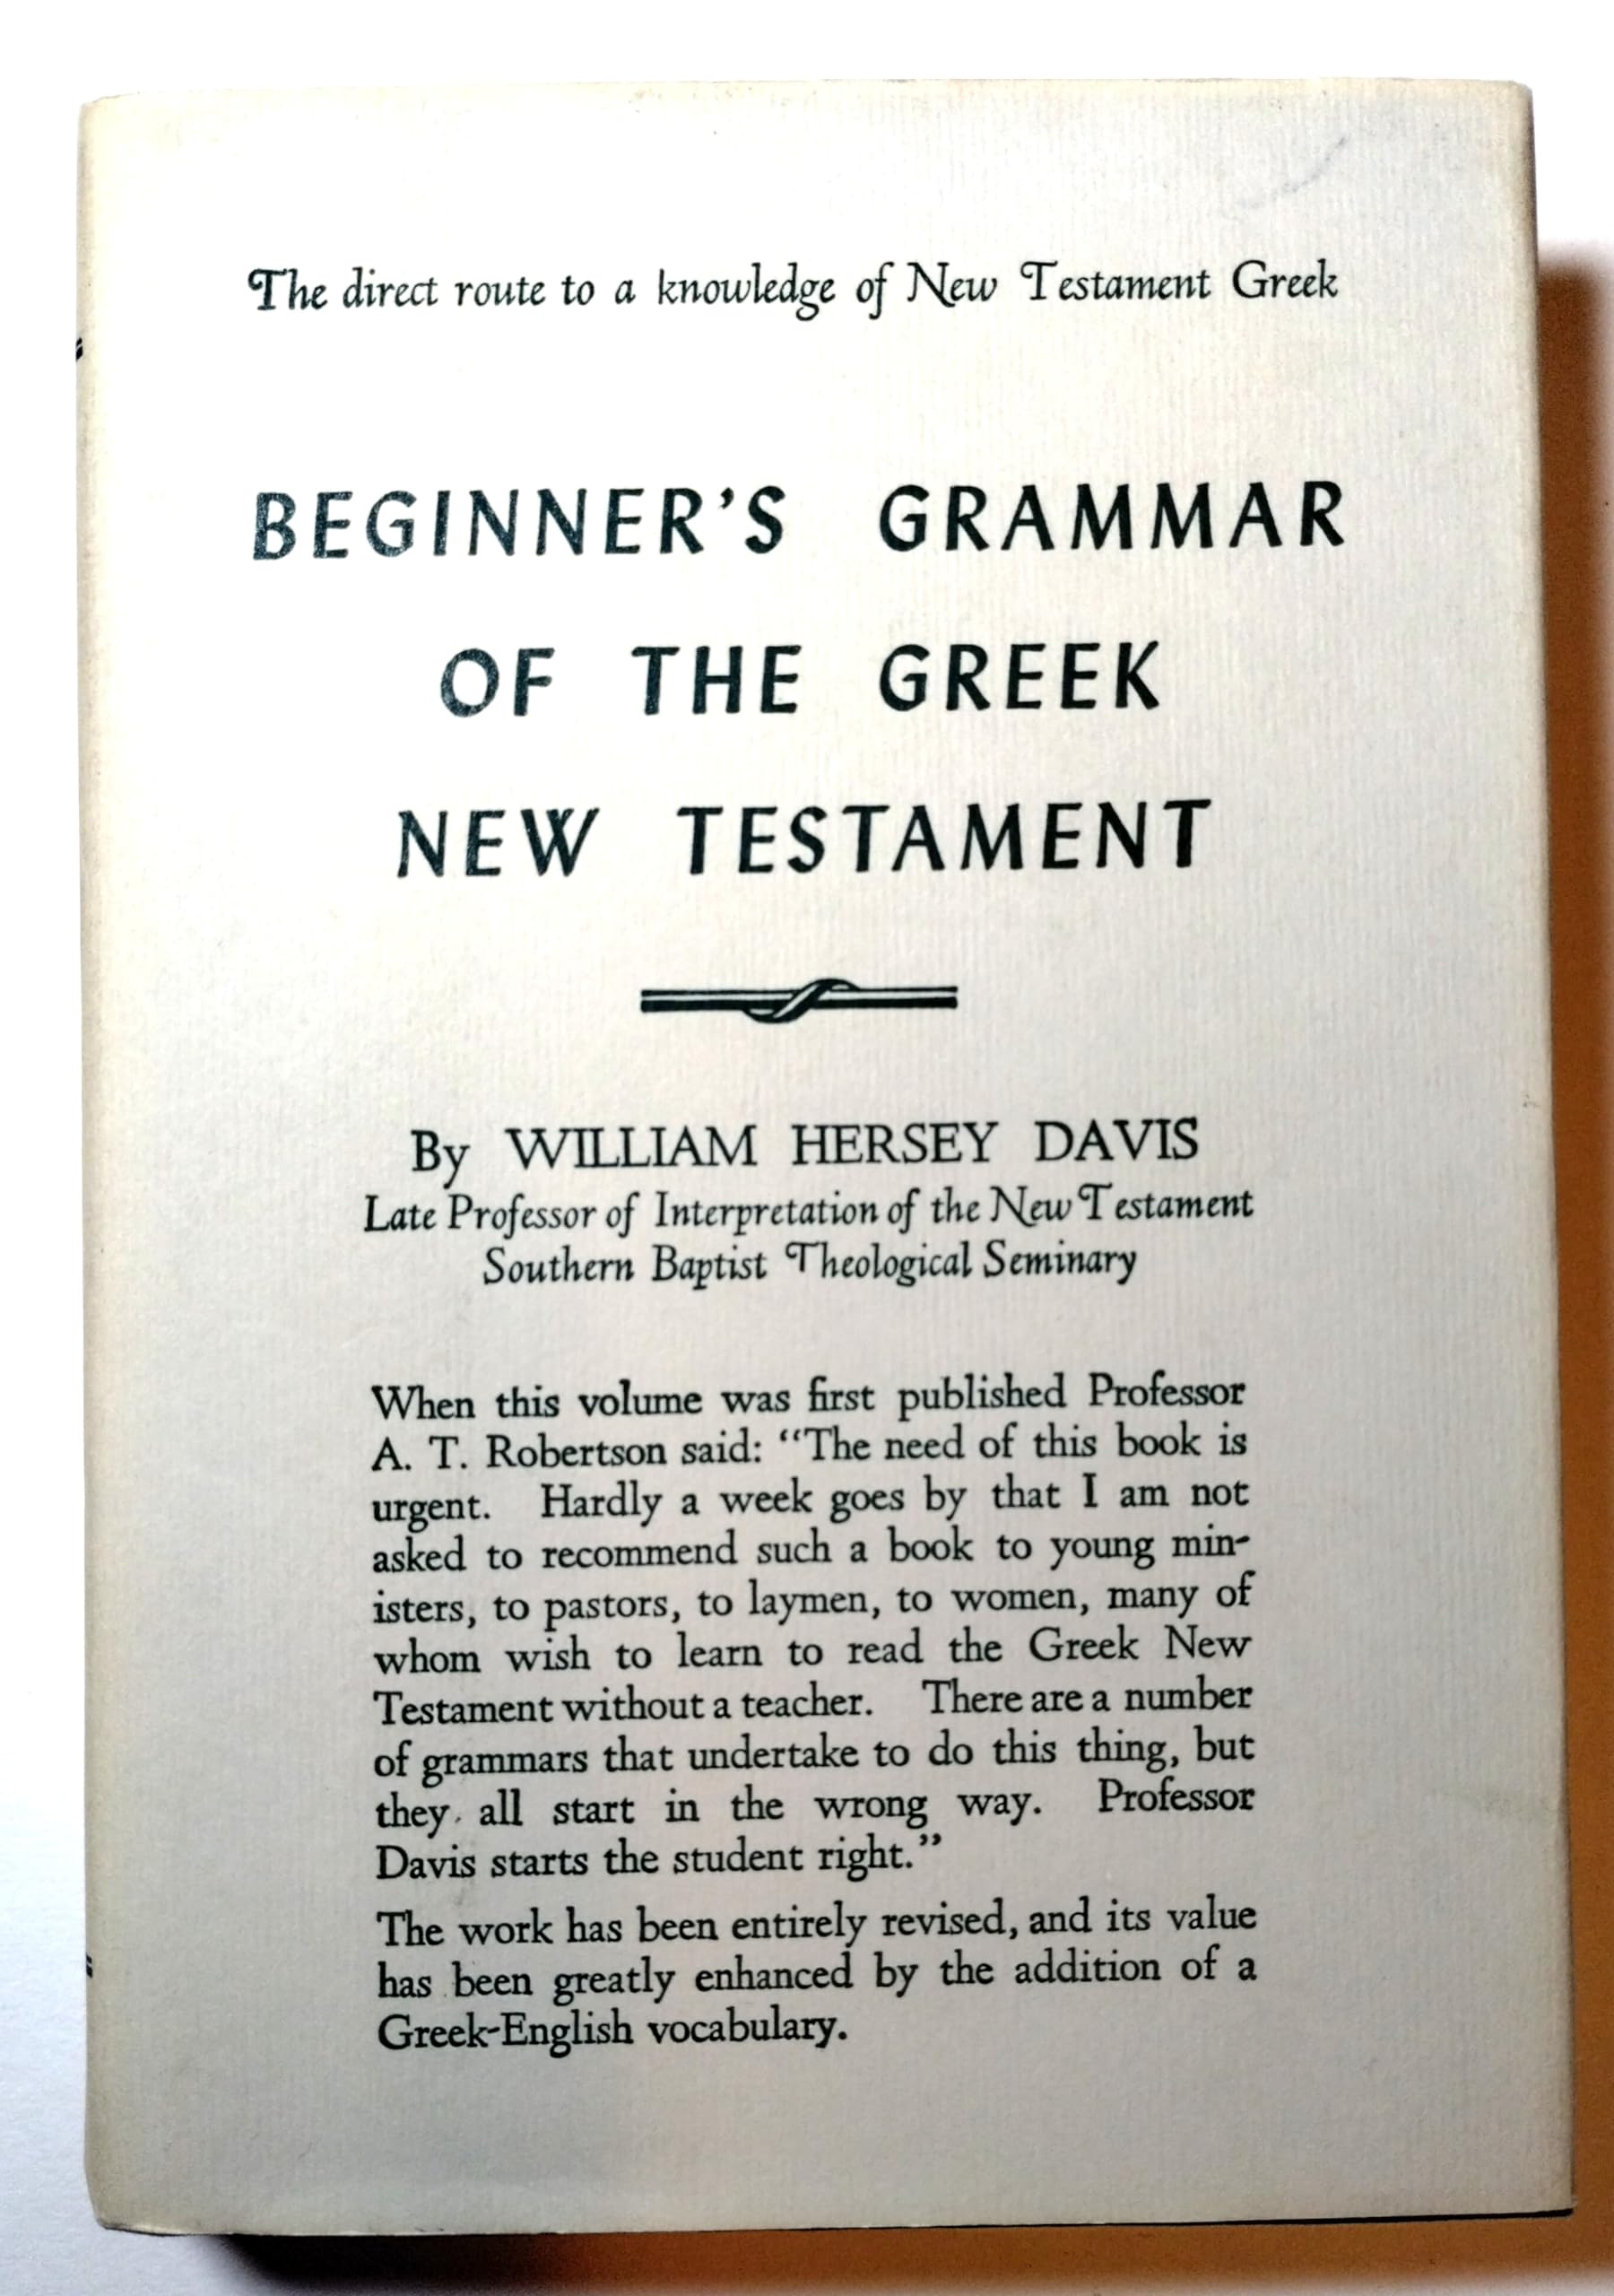 The direct route to a knowledge of New Testament Greek
BEGINNER'S GRAMMAR
OF THE GREEK
NEW TESTAMENT
By WILLIAM HERSEY DAVIS
Late Professor of Interpretation of the New Testament
Southern Baptist Theological Seminary
When this volume was first published Professor
A. T. Robertson said: “The need of this book is
urgent. Hardly a week goes by that I am not
asked to recommend such a book to young min-
isters, to pastors, to laymen, to women, many of
whom wish to learn to read the Greek New
Testament without a teacher. There are a number
of grammars that undertake to do this thing, but
they all start in the wrong way. Professor
Davis starts the student right.”
The work has been entirely revised, and its value
has been greatly enhanced by the addition of a
Greek-English vocabulary.